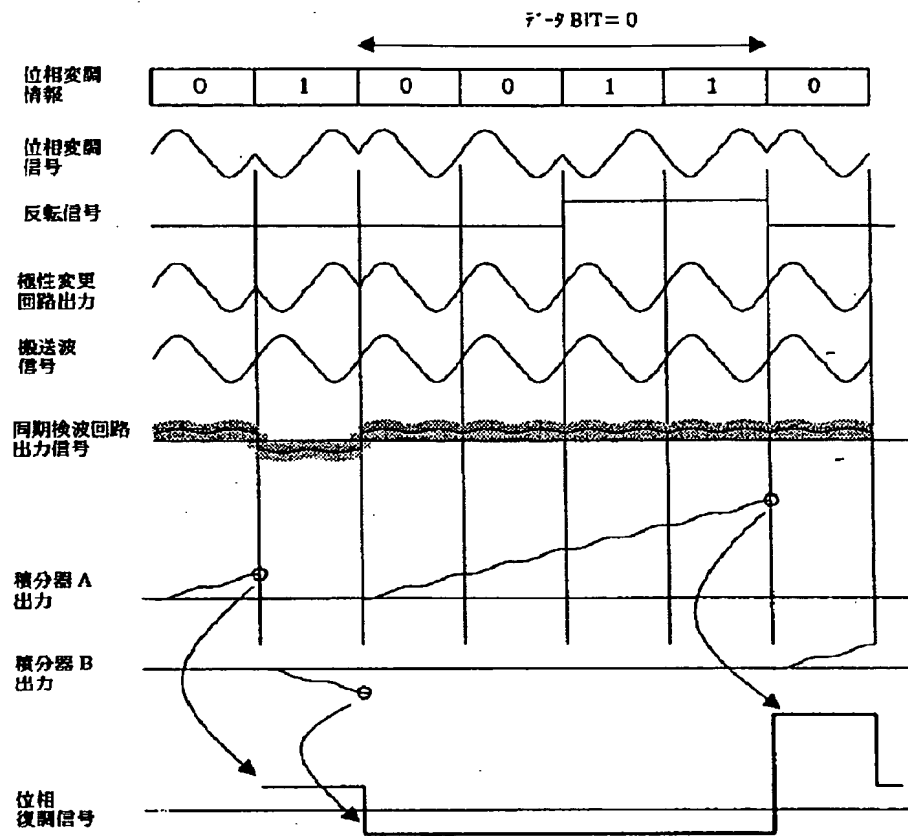 データ BIT = 0
位相変調
情報
0 1 0 0 1 1 0
位相変調
信号
反転信号
極性変更
回路出力
搬送波
信号
同期検波回路
出力信号
積分器 A
出力
積分器 B
出力
位相
復調信号